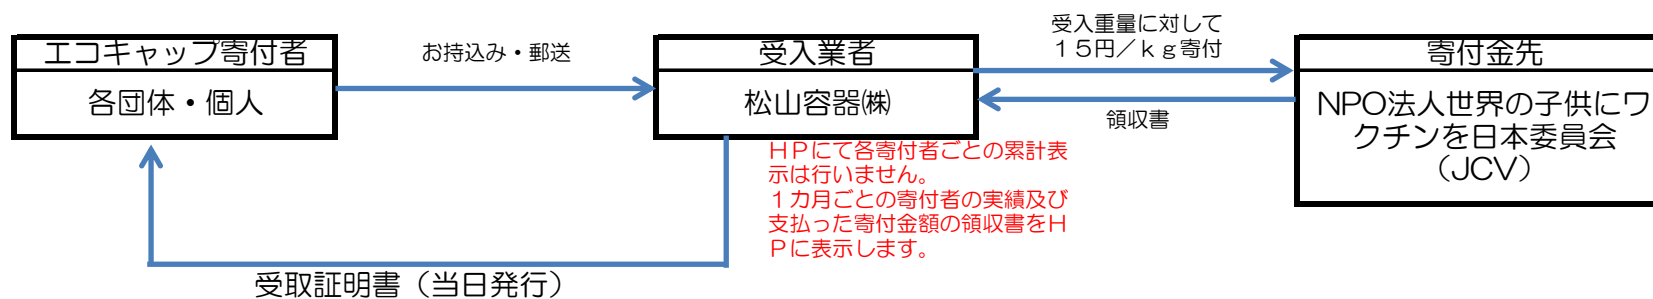 エコキャップ寄付者
各団体・個人
お持込み・郵送
受入業者
松山容器㈱
受入重量に対して
１５円／ｋｇ寄付
領収書
寄付金先
NPO法人世界の子供にワ
クチンを日本委員会
（JCV）
ＨＰにて各寄付者ごとの累計表
示は行いません。
１カ月ごとの寄付者の実績及び
支払った寄付金額の領収書をＨ
Ｐに表示します。
受取証明書（当日発行）